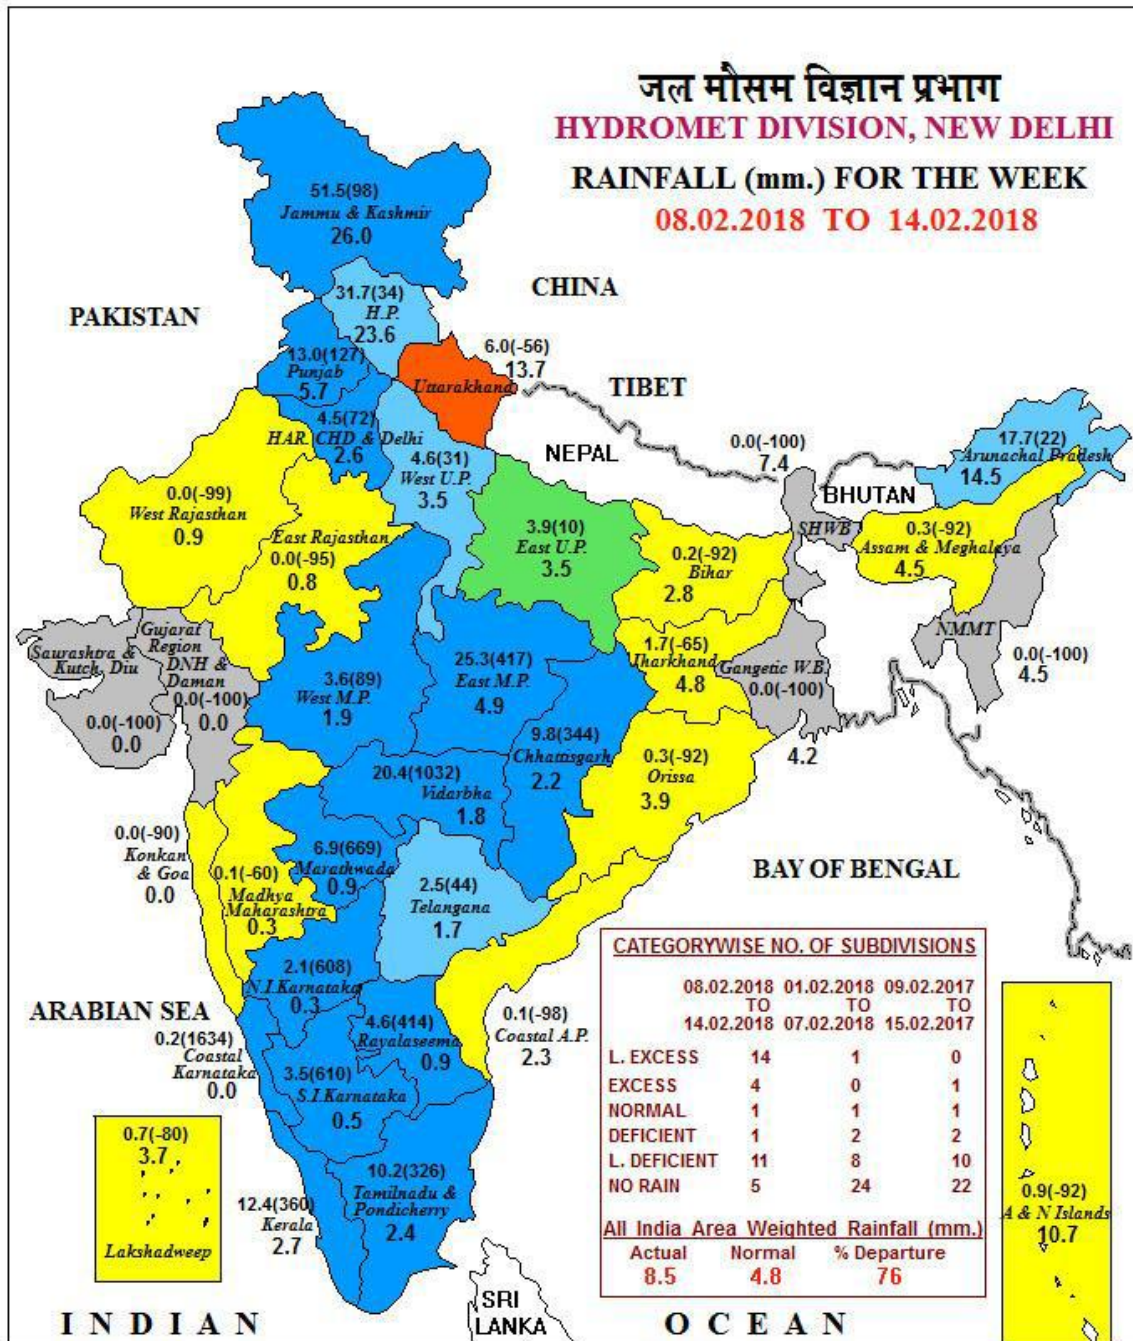 जल मौसम विज्ञान प्रभाग
HYDROMET DIVISION, NEW DELHI
RAINFALL (mm.) FOR THE WEEK
08.02.2018 TO 14.02.2018
51.5(98)
Jammu & Kashmir
26.0
CHINA
PAKISTAN
31.7(34)
H.P.
23.6
13.0(127)
Punjab
5.7
6.0(-56)
13.7
Uttarakhand
TIBET
4.5(72)
HAR. CHD & Delhi
2.6
NEPAL
4.6(31)
West U.P.
3.5
0.0(-100)
7.4
SHWB
BHUTAN
17.7(22)
Arunachal Pradesh
14.5
0.0(-99)
West Rajasthan
0.9
East Rajasthan
0.0(-95)
0.8
3.9(10)
East U.P.
3.5
0.2(-92)
Bihar
2.8
0.3(-92)
Assam & Meghalaya
4.5
NMMT
0.0(-100)
4.5
Saurashtra &
Kutch, Diu
0.0(-100)
0.0
Gujarat
Region
DNH &
Daman
0.0(-100)
0.0
3.6(89)
West M.P.
1.9
25.3(417)
East M.P.
4.9
1.7(-65)
Jharkhand
4.8
Gangetic W.B.
0.0(-100)
4.2
9.8(344)
Chhattisgarh
2.2
0.3(-92)
Orissa
3.9
20.4(1032)
Vidarbha
1.8
0.0(-90)
Konkan
& Goa
0.0
0.1(-60)
Madhya
Maharashtra
0.3
6.9(669)
Marathwada
0.9
2.5(44)
Telangana
1.7
BAY OF BENGAL
ARABIAN SEA
2.1(608)
N.I.Karnataka
0.3
4.6(414)
Rayalaseema
0.9
0.1(-98)
Coastal A.P.
2.3
0.2(1634)
Coastal
Karnataka
0.0
3.5(610)
S.I.Karnataka
0.5
0.7(-80)
3.7
Lakshadweep
12.4(360)
Kerala
2.7
10.2(326)
Tamilnadu &
Pondicherry
2.4
CATEGORYWISE NO. OF SUBDIVISIONS
08.02.2018 01.02.2018 09.02.2017
TO TO TO
14.02.2018 07.02.2018 15.02.2017
L. EXCESS 14 1 0
EXCESS 4 0 1
NORMAL 1 1 1
DEFICIENT 1 2 2
L. DEFICIENT 11 8 10
NO RAIN 5 24 22
All India Area Weighted Rainfall (mm.)
Actual Normal % Departure
8.5 4.8 76
0.9(-92)
A & N Islands
10.7
SRI
LANKA
INDIAN OCEAN